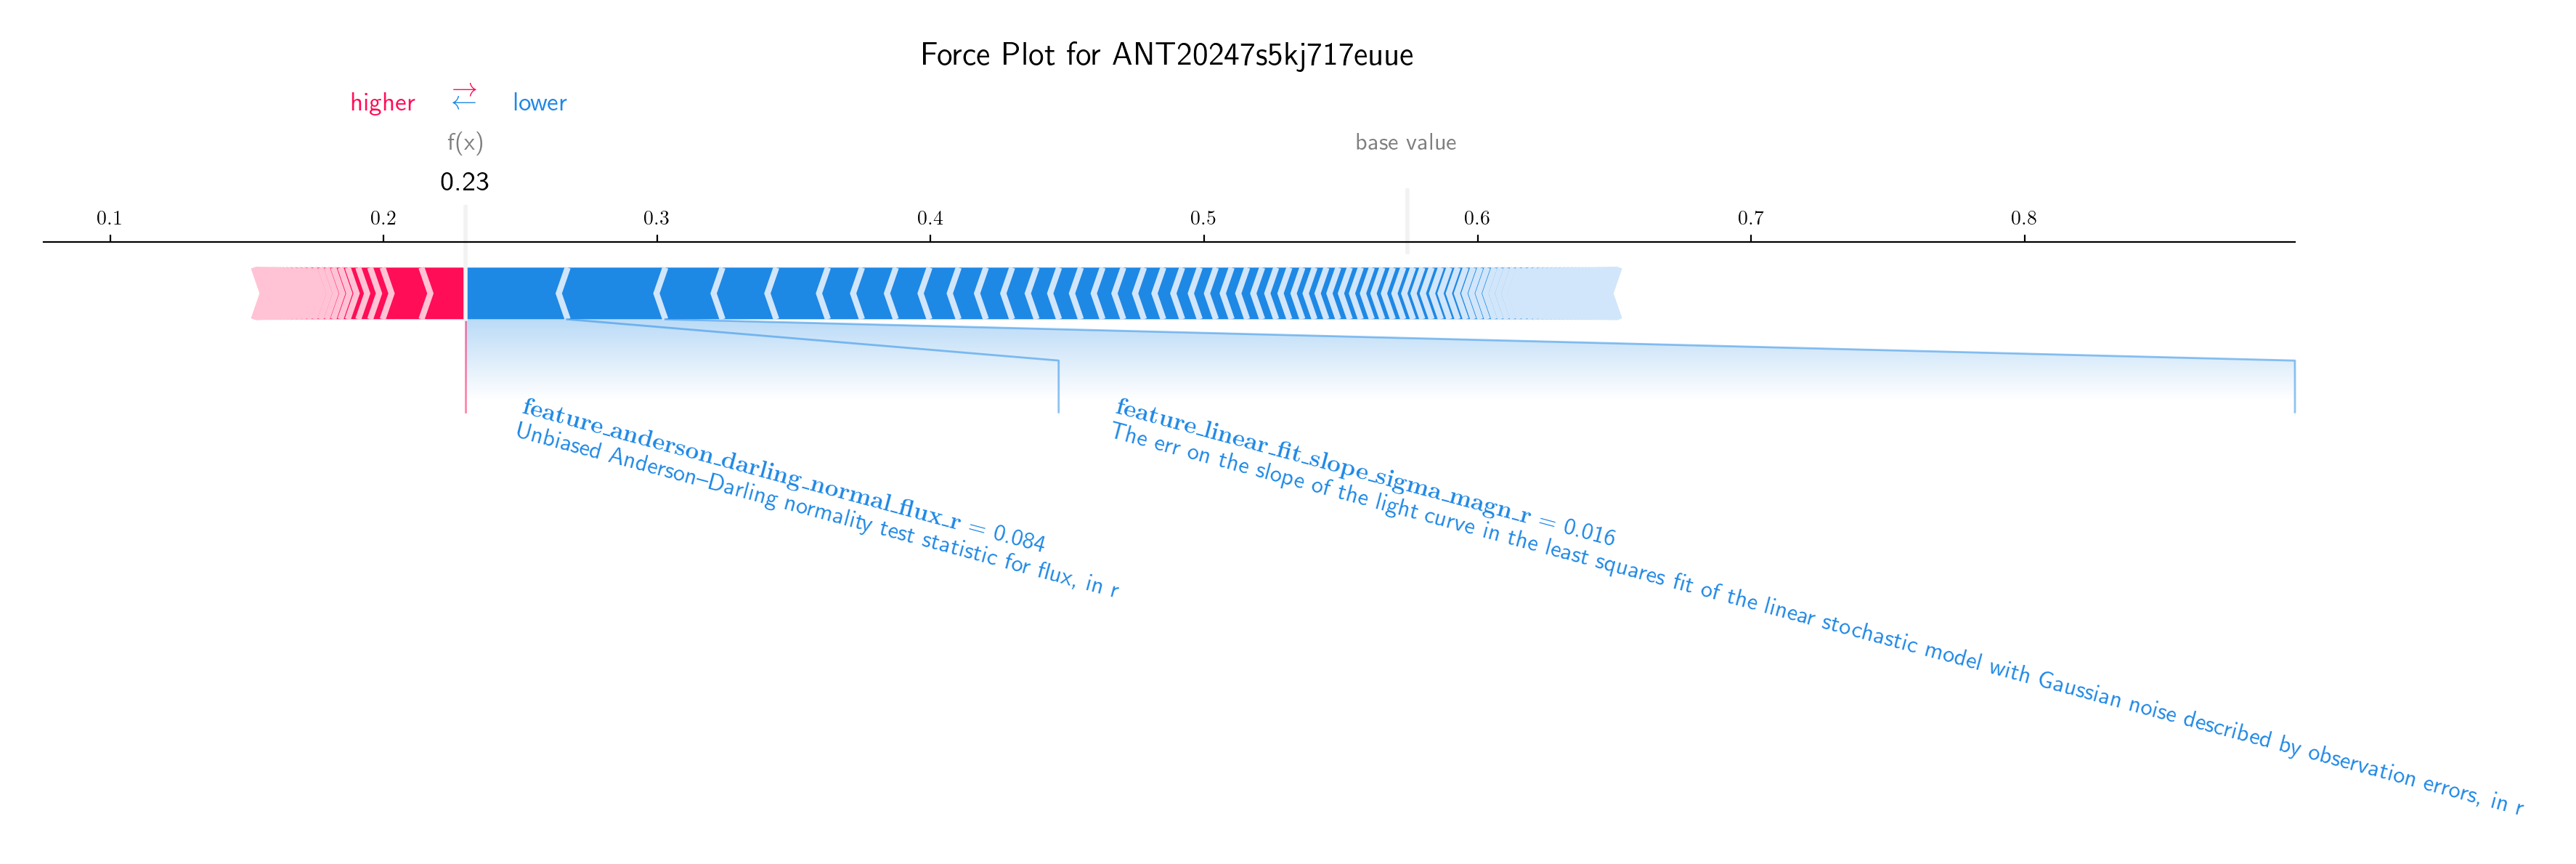 Force Plot for ANT20247s5kj717euue
higher ⇄ lower
f(x)
base value
0.23
0.1 0.2 0.3 0.4 0.5 0.6 0.7 0.8
feature_anderson_darling_normal_flux_r = 0.084
Unbiased Anderson–Darling normality test statistic for flux, in r
feature_linear_fit_slope_sigma_magn_r = 0.016
The err on the slope of the light curve in the least squares fit of the linear stochastic model with Gaussian noise described by observation errors, in r